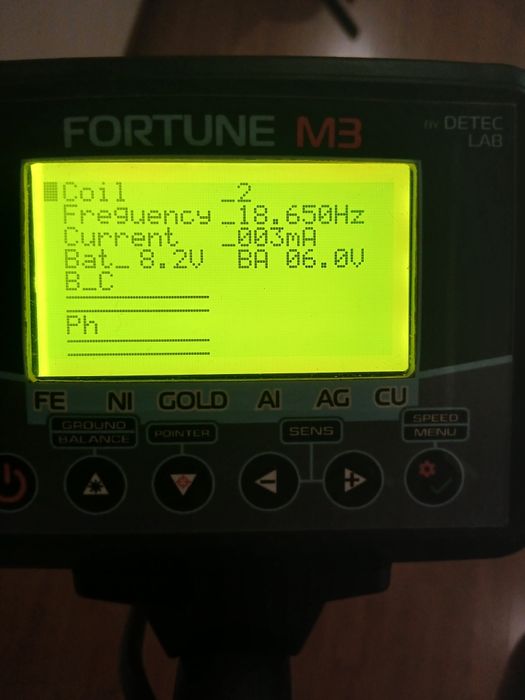 FORTUNE M3
BY DETEC
LAB
Coil _2
Frequency _18.650Hz
Current _003mA
Bat_ 8.2V BA 06.0V
B_C
Ph
FE NI GOLD AI AG CU
GROUND
BALANCE
POINTER
SENS
SPEED
MENU